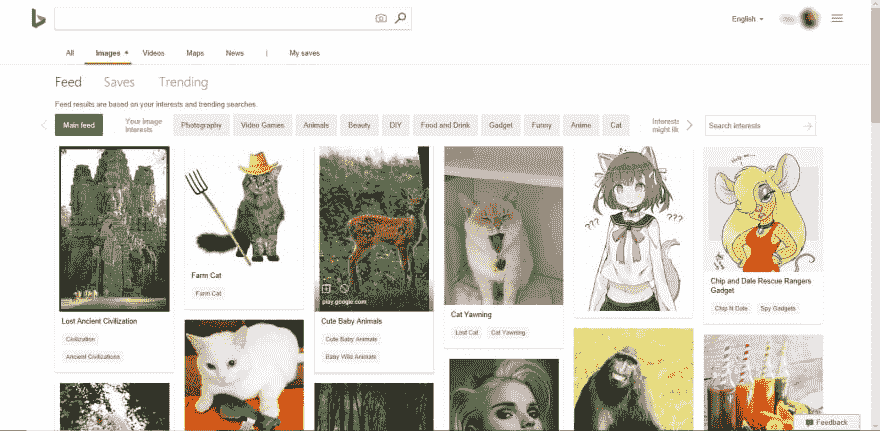 English
All Images Videos Maps News | My saves
Feed Saves Trending
Feed results are based on your interests and trending searches.
Main feed
Your Image
Interests
Photography Video Games Animals Beauty DIY Food and Drink Gadget Funny Anime Cat
Interests
might li
Search interests
Lost Ancient Civilization
Civilization
Ancient Civilizations
Farm Cat
Farm Cat
play.google.com
Cute Baby Animals
Cute Baby Animals
Baby Wild Animals
Cat Yawning
Lost Cat Cat Yawning
???
???
Help me...
Chip and Dale Rescue Rangers
Gadget
Chip N Dale Spy Gadgets
Feedback